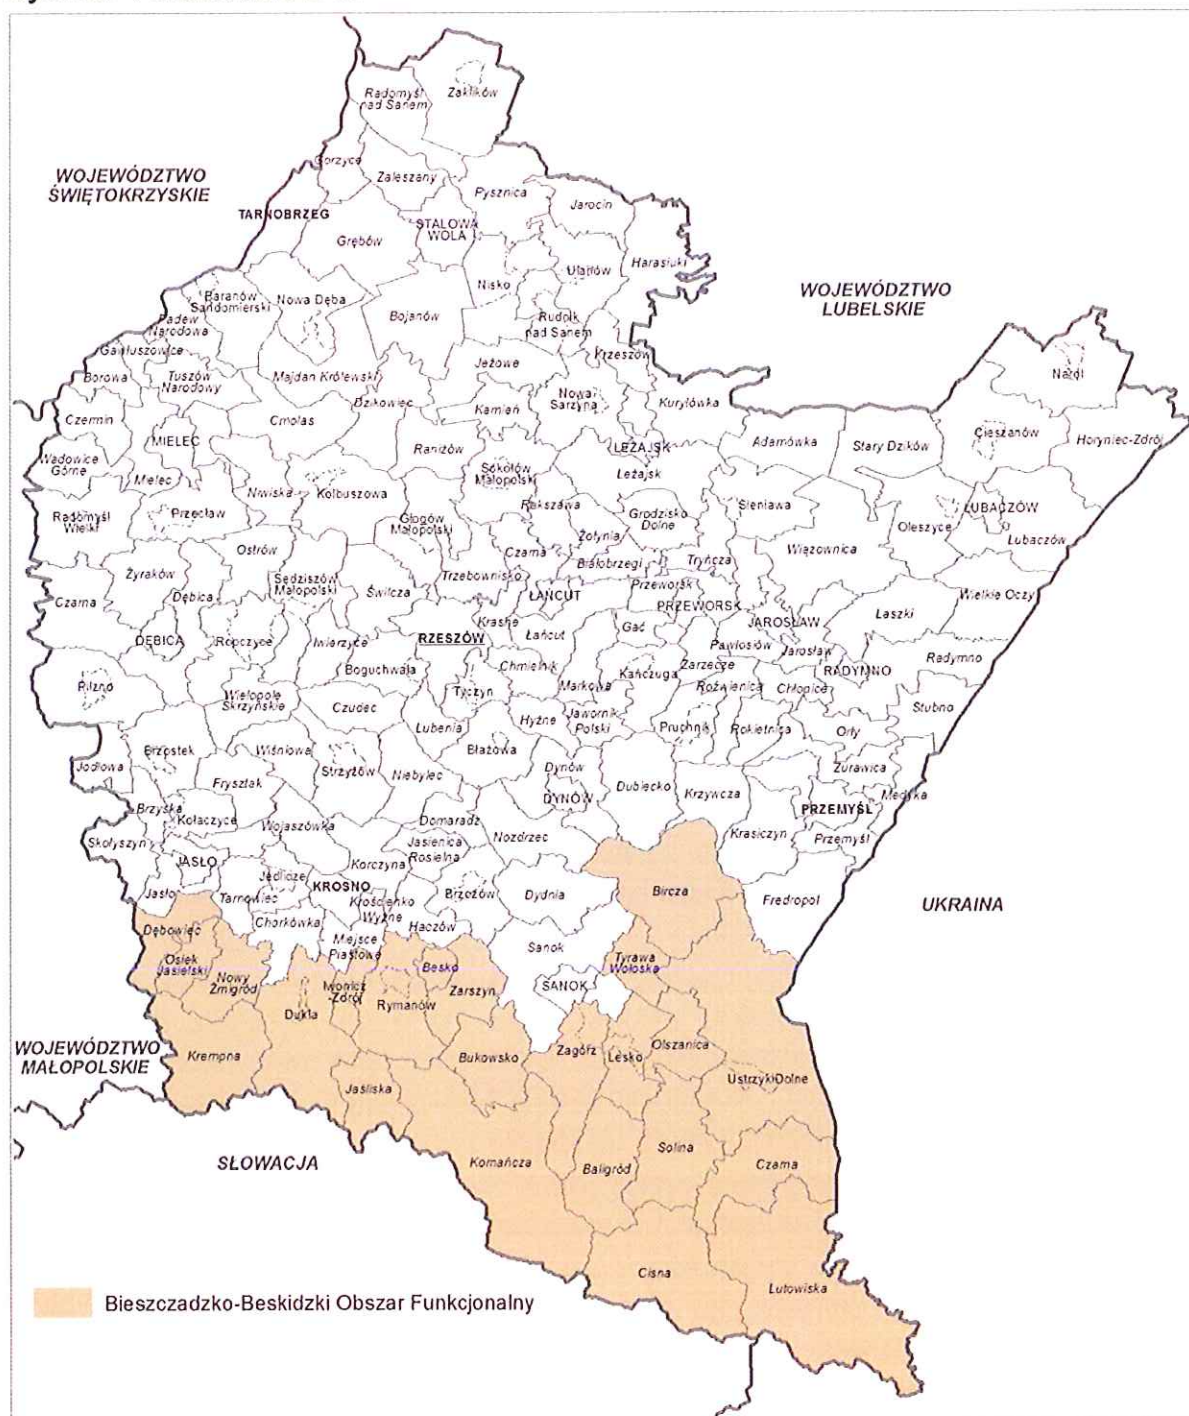 Radomyśl
nad Sanem
Zaklików
WOJEWÓDZTWO
ŚWIĘTOKRZYSKIE
Gorzyce
Zaleszany
Pysznica
Jarocin
TARNOBRZEG
STALOWA
WOLA
Grębów
Harasiuki
Nisko
Ulanów
WOJEWÓDZTWO
LUBELSKIE
Baranów
Sandomierski
Nowa Dęba
Bojanów
Rudnik
nad Sanem
Padew
Narodowa
Gawłuszowice
Krzeszów
Borowa
Tuszów
Narodowy
Majdan Królewski
Jeżowe
Narol
Dzikowiec
Nowa
Sarzyna
Kuryłówka
Czermin
Cmolas
Kamień
MIELEC
Raniżów
LEŻAJSK
Adamówka
Stary Dzików
Cieszanów
Horyniec-Zdrój
Wadowice
Górne
Mielec
Niwiska
Kolbuszowa
Sokołów
Małopolski
Leżajsk
Radomyśl
Wielki
Przecław
Rakszawa
Grodzisko
Dolne
Sieniawa
Oleszyce
LUBACZÓW
Lubaczów
Głogów
Małopolski
Żołynia
Ostrów
Czarna
Więzownica
Żyraków
Sędziszów
Małopolski
Świlcza
Trzebownisko
Białobrzegi
Tryńcza
Czarna
Dębica
ŁAŃCUT
Przeworsk
PRZEWORSK
Wielkie Oczy
Laszki
DĘBICA
Ropczyce
Iwierzyce
RZESZÓW
Krasne
Łańcut
Gać
JAROSŁAW
Pawłosiów
Jarosław
Boguchwała
Chmielnik
Kańczuga
Zarzecze
RADYMNO
Radymno
Pilzno
Wielopole
Skrzyńskie
Czudec
Tyczyn
Markowa
Roźwienica
Chłopice
Stubno
Lubenia
Hyżne
Jawornik
Polski
Pruchnik
Rokietnica
Orły
Brzostek
Wiśniowa
Błażowa
Jodłowa
Strzyżów
Niebylec
Dynów
Dubiecko
Żurawica
Frysztak
DYNÓW
Krzywcza
Medyka
Brzyska
Kołaczyce
Wojaszówka
Domaradz
Nozdrzec
PRZEMYŚL
Krasiczyn
Przemyśl
Skołyszyn
Jasienica
Rosielna
JASŁO
Korczyna
Jedlicze
KROSNO
Brzozów
Dydnia
Bircza
Jasło
Tarnowiec
Krościenko
Wyżne
Fredropol
UKRAINA
Chorkówka
Haczów
Dębowiec
Miejsce
Piastowe
Sanok
Osiek
Jasielski
Besko
Tyrawa
Wołoska
Nowy
Żmigród
Iwonicz
-Zdrój
Zarszyn
SANOK
Dukla
Rymanów
WOJEWÓDZTWO
MAŁOPOLSKIE
Krempna
Bukowsko
Zagórz
Lesko
Olszanica
Jaśliska
Ustrzyki Dolne
SŁOWACJA
Komańcza
Baligród
Solina
Czarna
Cisna
Lutowiska
Bieszczadzko-Beskidzki Obszar Funkcjonalny